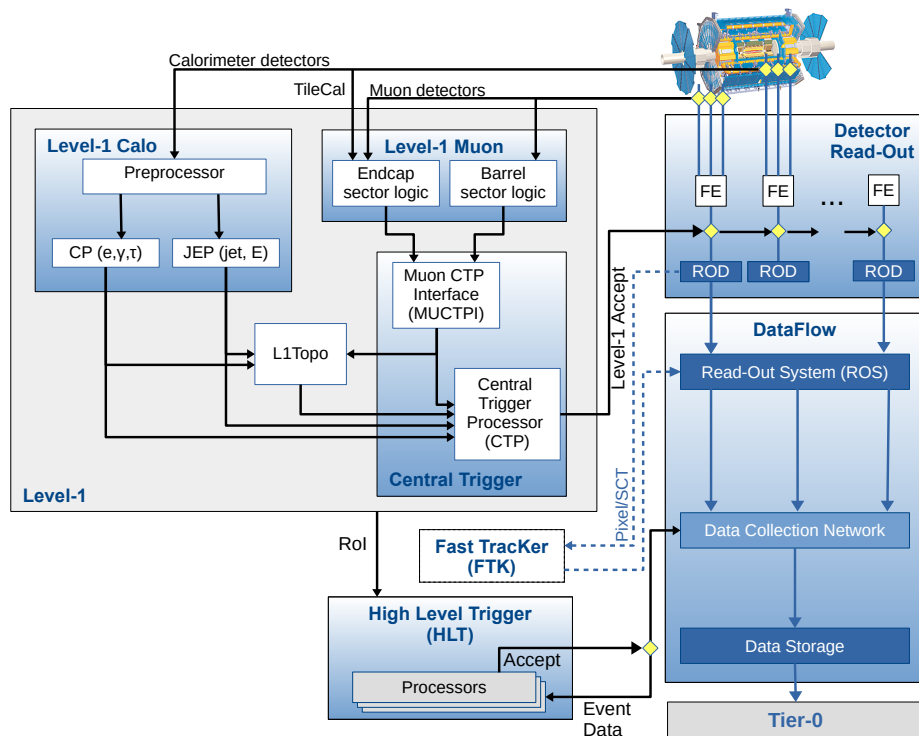 Calorimeter detectors
TileCal
Muon detectors
Detector
Read-Out
Level-1 Calo
Preprocessor
CP (e,γ,τ)
JEP (jet, E)
Level-1 Muon
Endcap
sector logic
Barrel
sector logic
FE
FE
...
FE
ROD
ROD
ROD
Muon CTP
Interface
(MUCTPI)
L1Topo
Central
Trigger
Processor
(CTP)
Central Trigger
Level-1
Level-1 Accept
DataFlow
Read-Out System (ROS)
Pixel/SCT
Data Collection Network
RoI
Fast TracKer
(FTK)
High Level Trigger
(HLT)
Accept
Processors
Event
Data
Data Storage
Tier-0